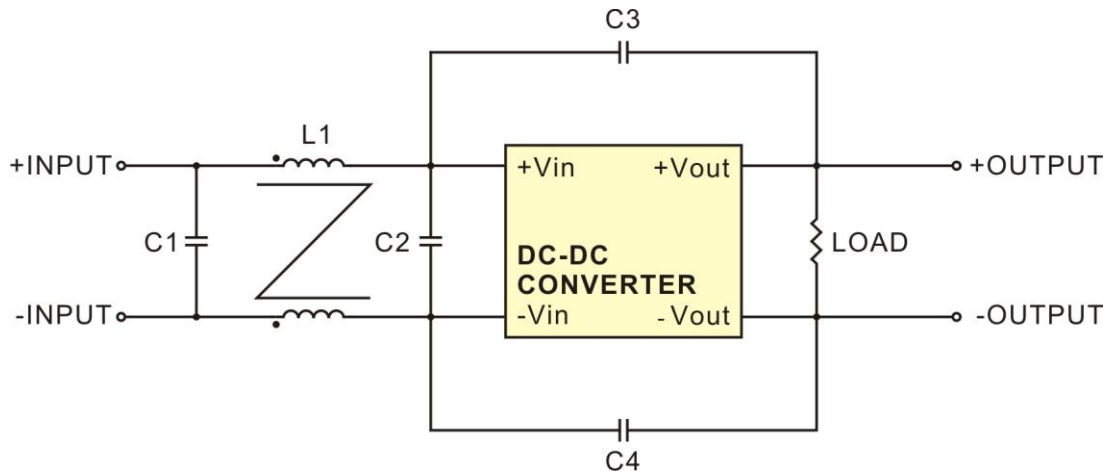 C3
L1
+INPUT
+Vin
+Vout
+OUTPUT
C1
C2
DC-DC
CONVERTER
LOAD
-INPUT
-Vin
-Vout
-OUTPUT
C4